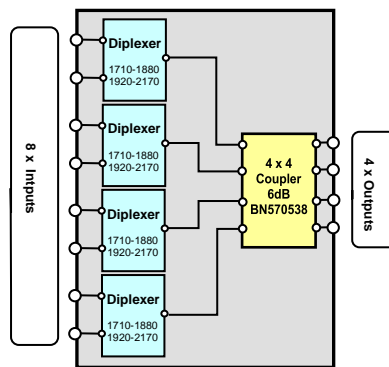 8 x Intputs
Diplexer
1710-1880
1920-2170
Diplexer
1710-1880
1920-2170
Diplexer
1710-1880
1920-2170
Diplexer
1710-1880
1920-2170
4 x 4
Coupler
6dB
BN570538
4 x Outputs